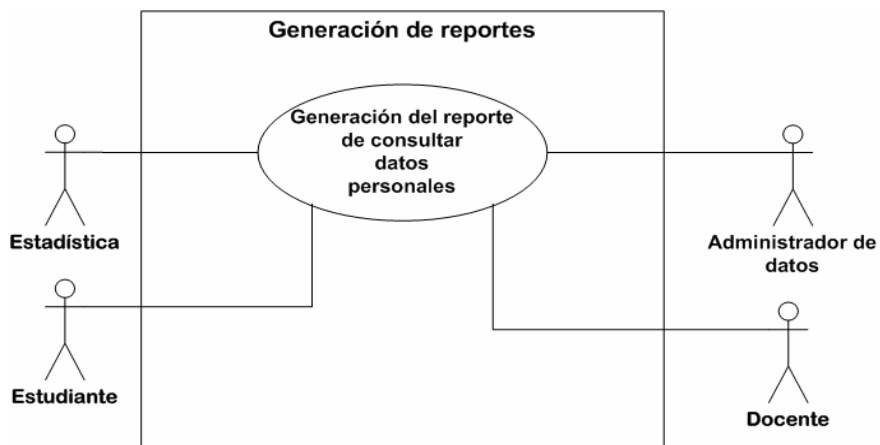 Generación de reportes
Generación del reporte
de consultar
datos
personales
Estadística
Administrador de
datos
Estudiante
Docente